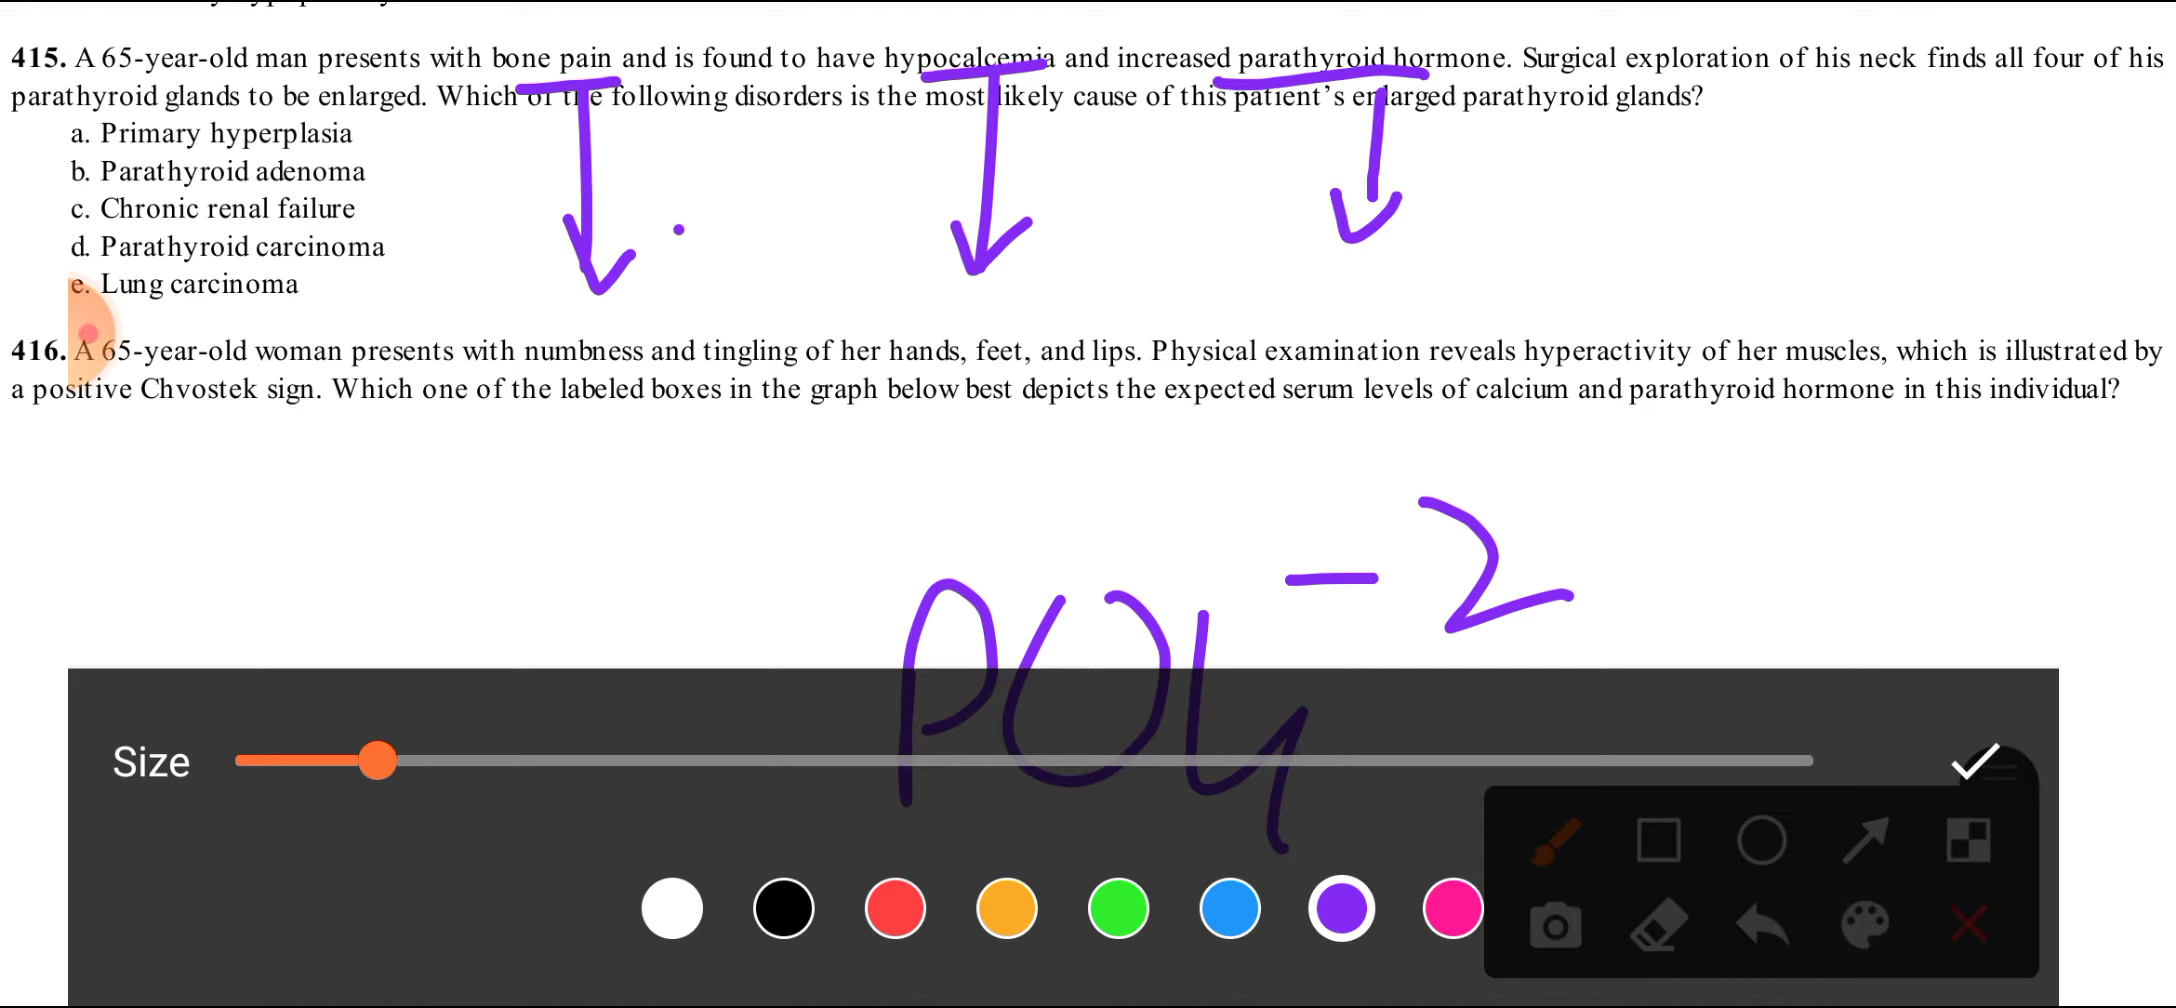 415. A 65-year-old man presents with bone pain and is found to have hypocalcemia and increased parathyroid hormone. Surgical exploration of his neck finds all four of his
parathyroid glands to be enlarged. Which of the following disorders is the most likely cause of this patient’s enlarged parathyroid glands?
a. Primary hyperplasia
b. Parathyroid adenoma
c. Chronic renal failure
d. Parathyroid carcinoma
e. Lung carcinoma
416. A 65-year-old woman presents with numbness and tingling of her hands, feet, and lips. Physical examination reveals hyperactivity of her muscles, which is illustrated by
a positive Chvostek sign. Which one of the labeled boxes in the graph below best depicts the expected serum levels of calcium and parathyroid hormone in this individual?
PO4 -2
Size